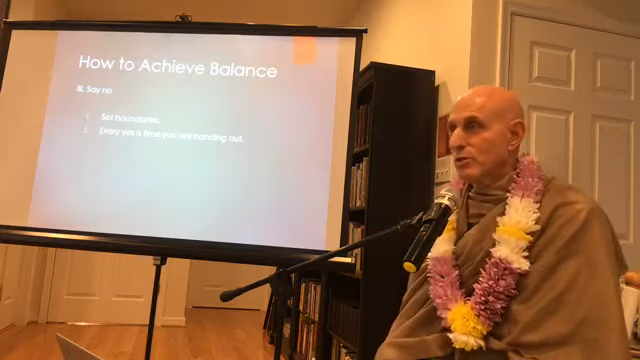 How to Achieve Balance
III. Say no
1. Set boundaries.
2. Every yes is time you are handing out.